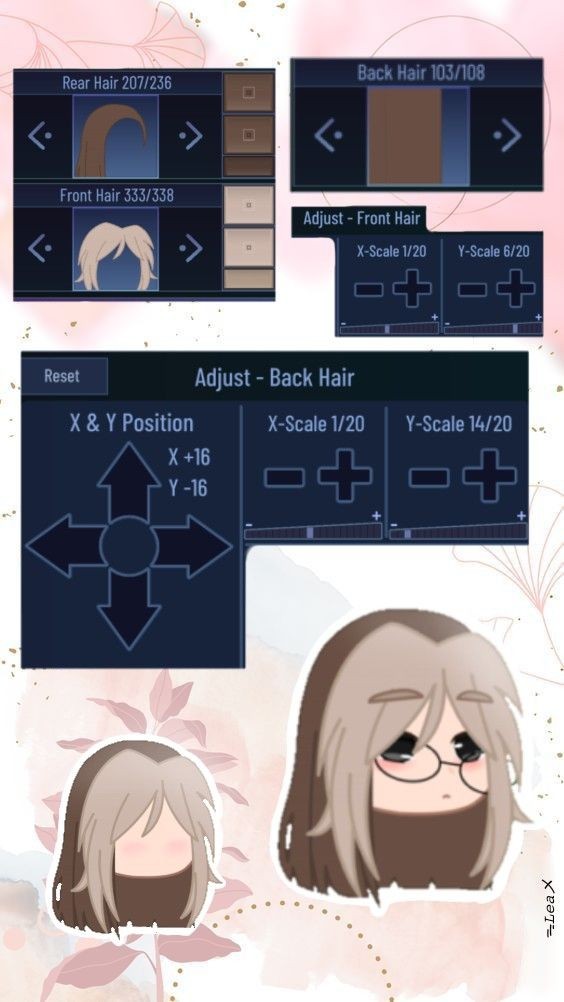 Rear Hair 207/236
Front Hair 333/338
Back Hair 103/108
Adjust - Front Hair
X-Scale 1/20
Y-Scale 6/20
Reset
Adjust - Back Hair
X & Y Position
X +16
Y -16
X-Scale 1/20
Y-Scale 14/20
=Lea X